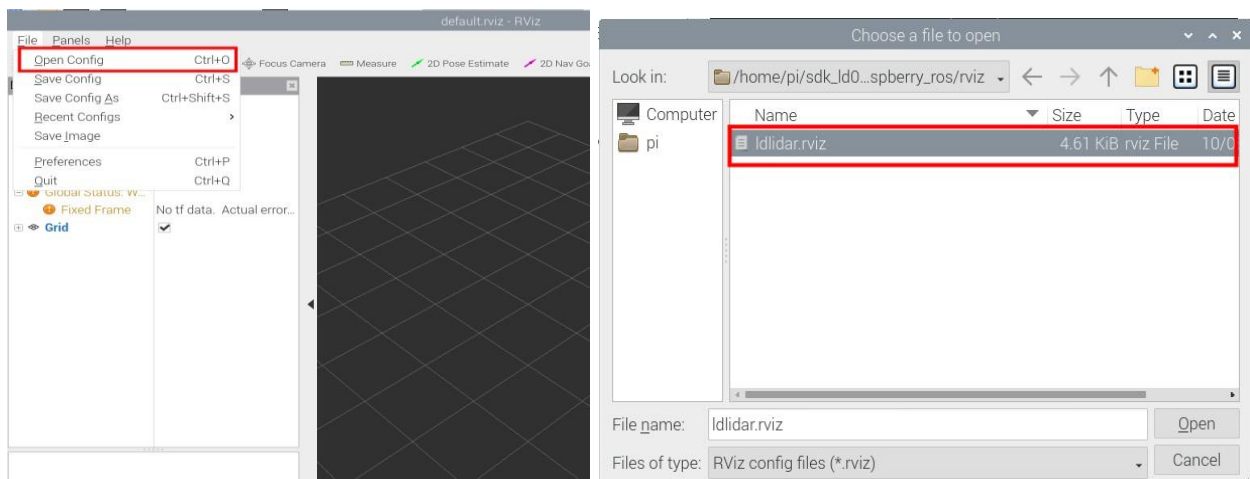 default.rviz - RViz
File Panels Help
Open Config Ctrl+O
Focus Camera Measure 2D Pose Estimate 2D Nav Go
Save Config Ctrl+S
Save Config As Ctrl+Shift+S
Recent Configs
Save Image
Preferences Ctrl+P
Quit Ctrl+Q
Global Status: W...
Fixed Frame No tf data. Actual error...
Grid
Choose a file to open
Look in: /home/pi/sdk_ld0...spberry_ros/rviz
Computer
pi
Name Size Type Date
ldlidar.rviz 4.61 KiB rviz File 10/0
File name: ldlidar.rviz Open
Files of type: RViz config files (*.rviz) Cancel